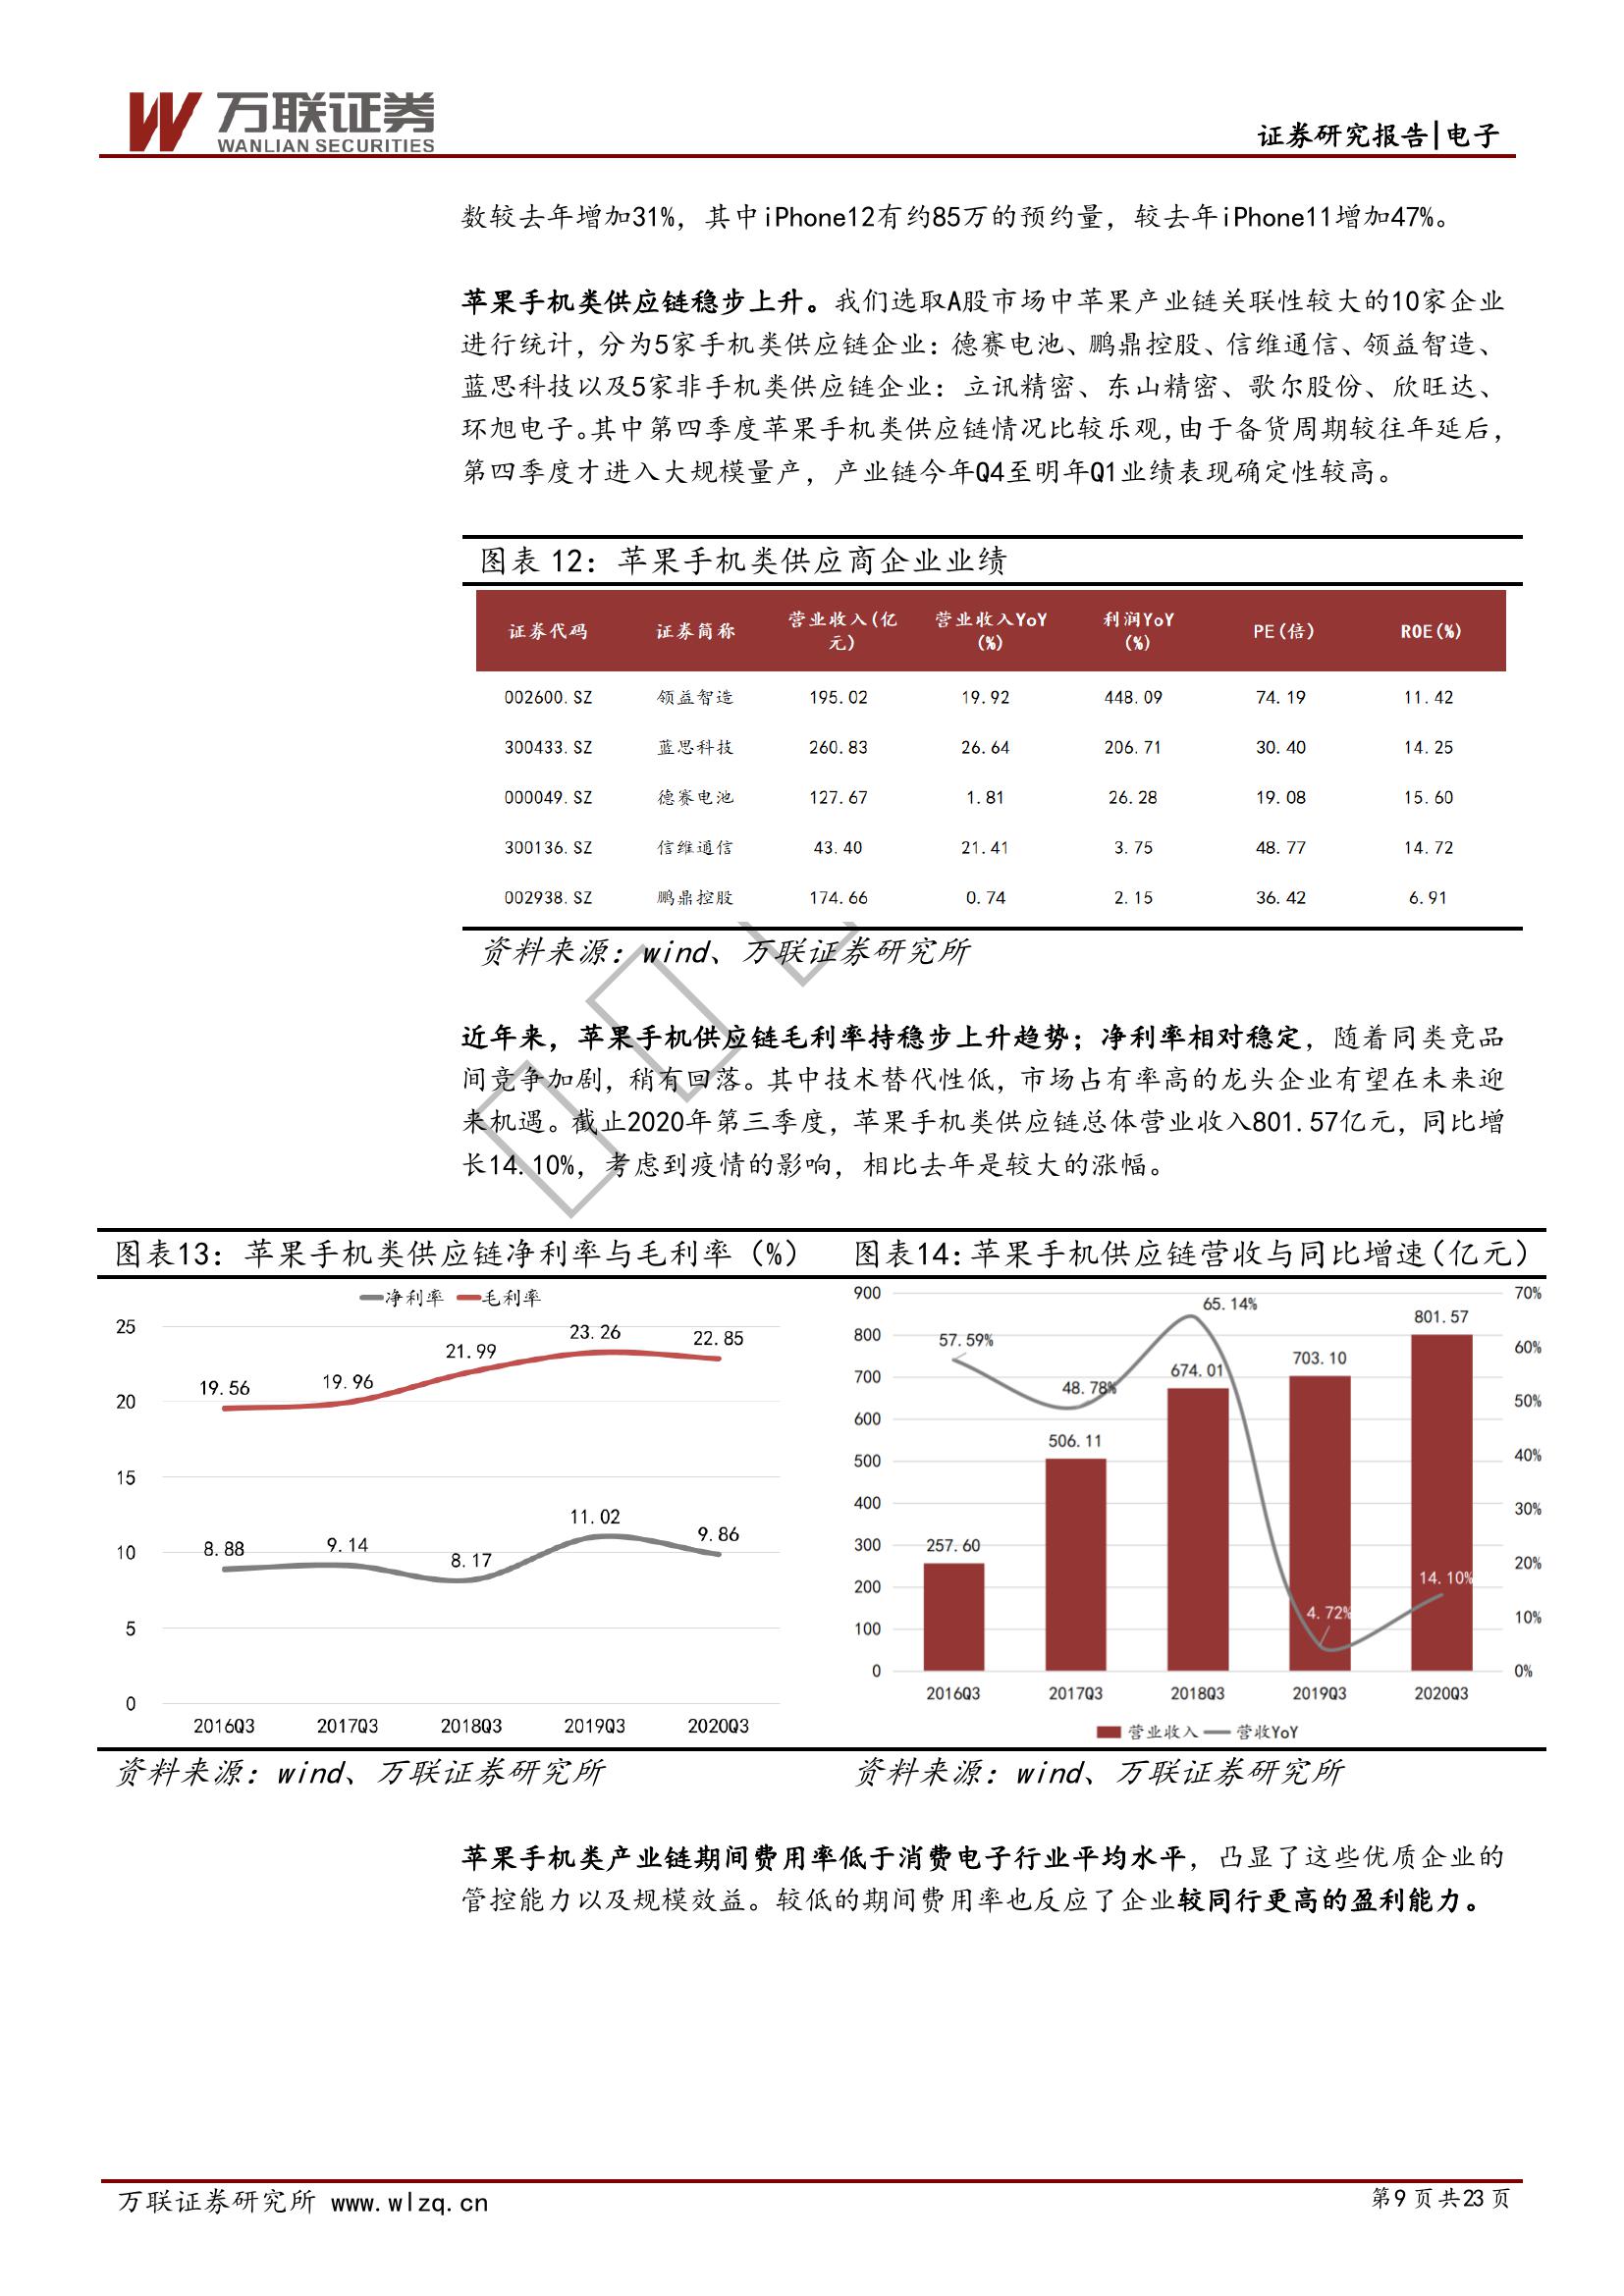 万联证券
WANLIAN SECURITIES
证券研究报告|电子
数较去年增加31%，其中iPhone12有约85万的预约量，较去年iPhone11增加47%。
苹果手机类供应链稳步上升。我们选取A股市场中苹果产业链关联性较大的10家企业
进行统计，分为5家手机类供应链企业：德赛电池、鹏鼎控股、信维通信、领益智造、
蓝思科技以及5家非手机类供应链企业：立讯精密、东山精密、歌尔股份、欣旺达、
环旭电子。其中第四季度苹果手机类供应链情况比较乐观，由于备货周期较往年延后，
第四季度才进入大规模量产，产业链今年Q4至明年Q1业绩表现确定性较高。
图表 12：苹果手机类供应商企业业绩
证券代码 证券简称 营业收入(亿元) 营业收入YoY(%) 利润YoY(%) PE(倍) ROE(%)
002600.SZ 领益智造 195.02 19.92 448.09 74.19 11.42
300433.SZ 蓝思科技 260.83 26.64 206.71 30.40 14.25
000049.SZ 德赛电池 127.67 1.81 26.28 19.08 15.60
300136.SZ 信维通信 43.40 21.41 3.75 48.77 14.72
002938.SZ 鹏鼎控股 174.66 0.74 2.15 36.42 6.91
资料来源：wind、万联证券研究所
近年来，苹果手机供应链毛利率持稳步上升趋势；净利率相对稳定，随着同类竞品
间竞争加剧，稍有回落。其中技术替代性低，市场占有率高的龙头企业有望在未来迎
来机遇。截止2020年第三季度，苹果手机类供应链总体营业收入801.57亿元，同比增
长14.10%，考虑到疫情的影响，相比去年是较大的涨幅。
图表13：苹果手机类供应链净利率与毛利率（%）
净利率 毛利率
25
20
15
10
5
0
19.56 19.96 21.99 23.26 22.85
8.88 9.14 8.17 11.02 9.86
2016Q3 2017Q3 2018Q3 2019Q3 2020Q3
资料来源：wind、万联证券研究所
图表14：苹果手机供应链营收与同比增速（亿元）
900 70%
800 60%
700 50%
600 40%
500 30%
400 20%
300 10%
200 0%
100
0
57.59% 48.78% 65.14% 4.72% 14.10%
257.60 506.11 674.01 703.10 801.57
2016Q3 2017Q3 2018Q3 2019Q3 2020Q3
营业收入 营收YoY
资料来源：wind、万联证券研究所
苹果手机类产业链期间费用率低于消费电子行业平均水平，凸显了这些优质企业的
管控能力以及规模效益。较低的期间费用率也反应了企业较同行更高的盈利能力。
万联证券研究所 www.wlzq.cn
第9页共23页